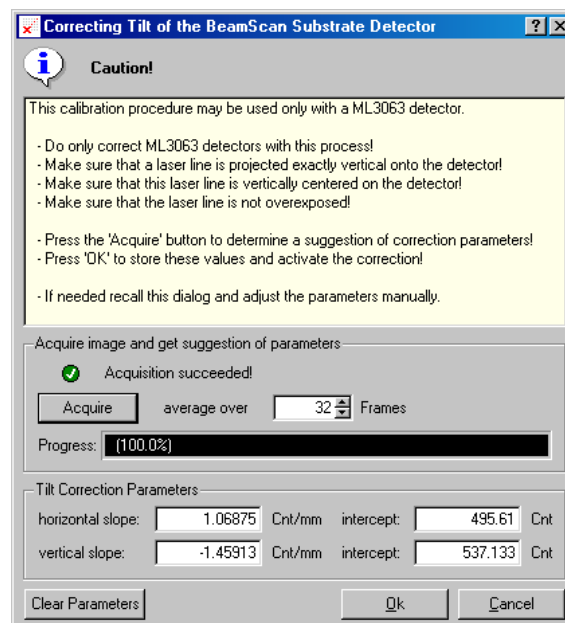 Correcting Tilt of the BeamScan Substrate Detector
Caution!
This calibration procedure may be used only with a ML3063 detector.
- Do only correct ML3063 detectors with this process!
- Make sure that a laser line is projected exactly vertical onto the detector!
- Make sure that this laser line is vertically centered on the detector!
- Make sure that the laser line is not overexposed!
- Press the 'Acquire' button to determine a suggestion of correction parameters!
- Press 'OK' to store these values and activate the correction!
- If needed recall this dialog and adjust the parameters manually.
Acquire image and get suggestion of parameters
Acquisition succeeded!
Acquire average over 32 Frames
Progress: (100.0%)
Tilt Correction Parameters
horizontal slope: 1.06875 Cnt/mm intercept: 495.61 Cnt
vertical slope: -1.45913 Cnt/mm intercept: 537.133 Cnt
Clear Parameters Ok Cancel